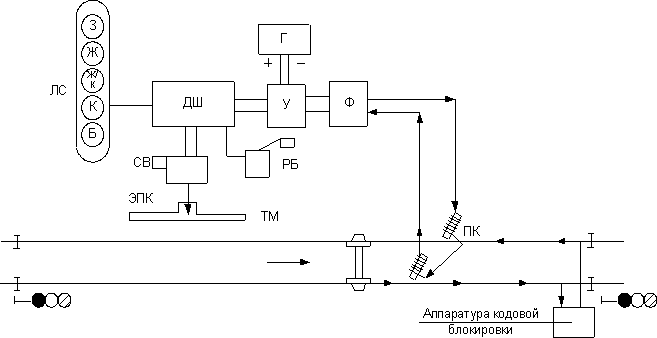 З
Ж
Ж/
К
К
Б
ЛС
Г
+ −
ДШ
У
Ф
СВ
РБ
ЭПК
ТМ
ПК
Аппаратура кодовой
блокировки